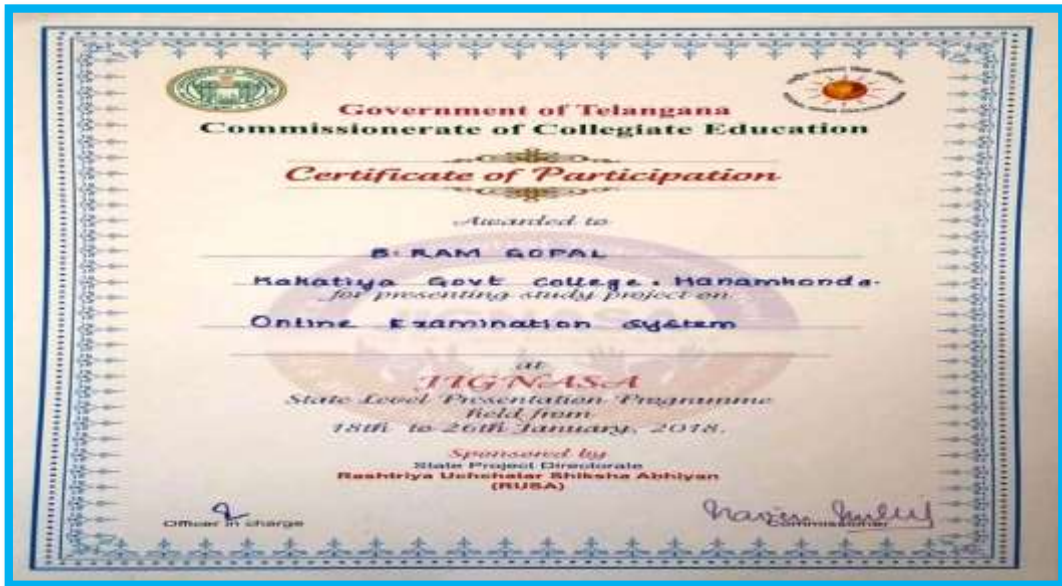 Government of Telangana
Commissionerate of Collegiate Education
Certificate of Participation
Awarded to
B. RAM GOPAL
Kakatiya Govt College, Hanamkonda.
for presenting study project on
Online Examination System
at
JIGNASA
State Level Presentation Programme
held from
18th to 26th January, 2018.
Sponsored by
State Project Directorate
Rashtriya Uchchatar Shiksha Abhiyan
(RUSA)
Officer in charge
Commissioner